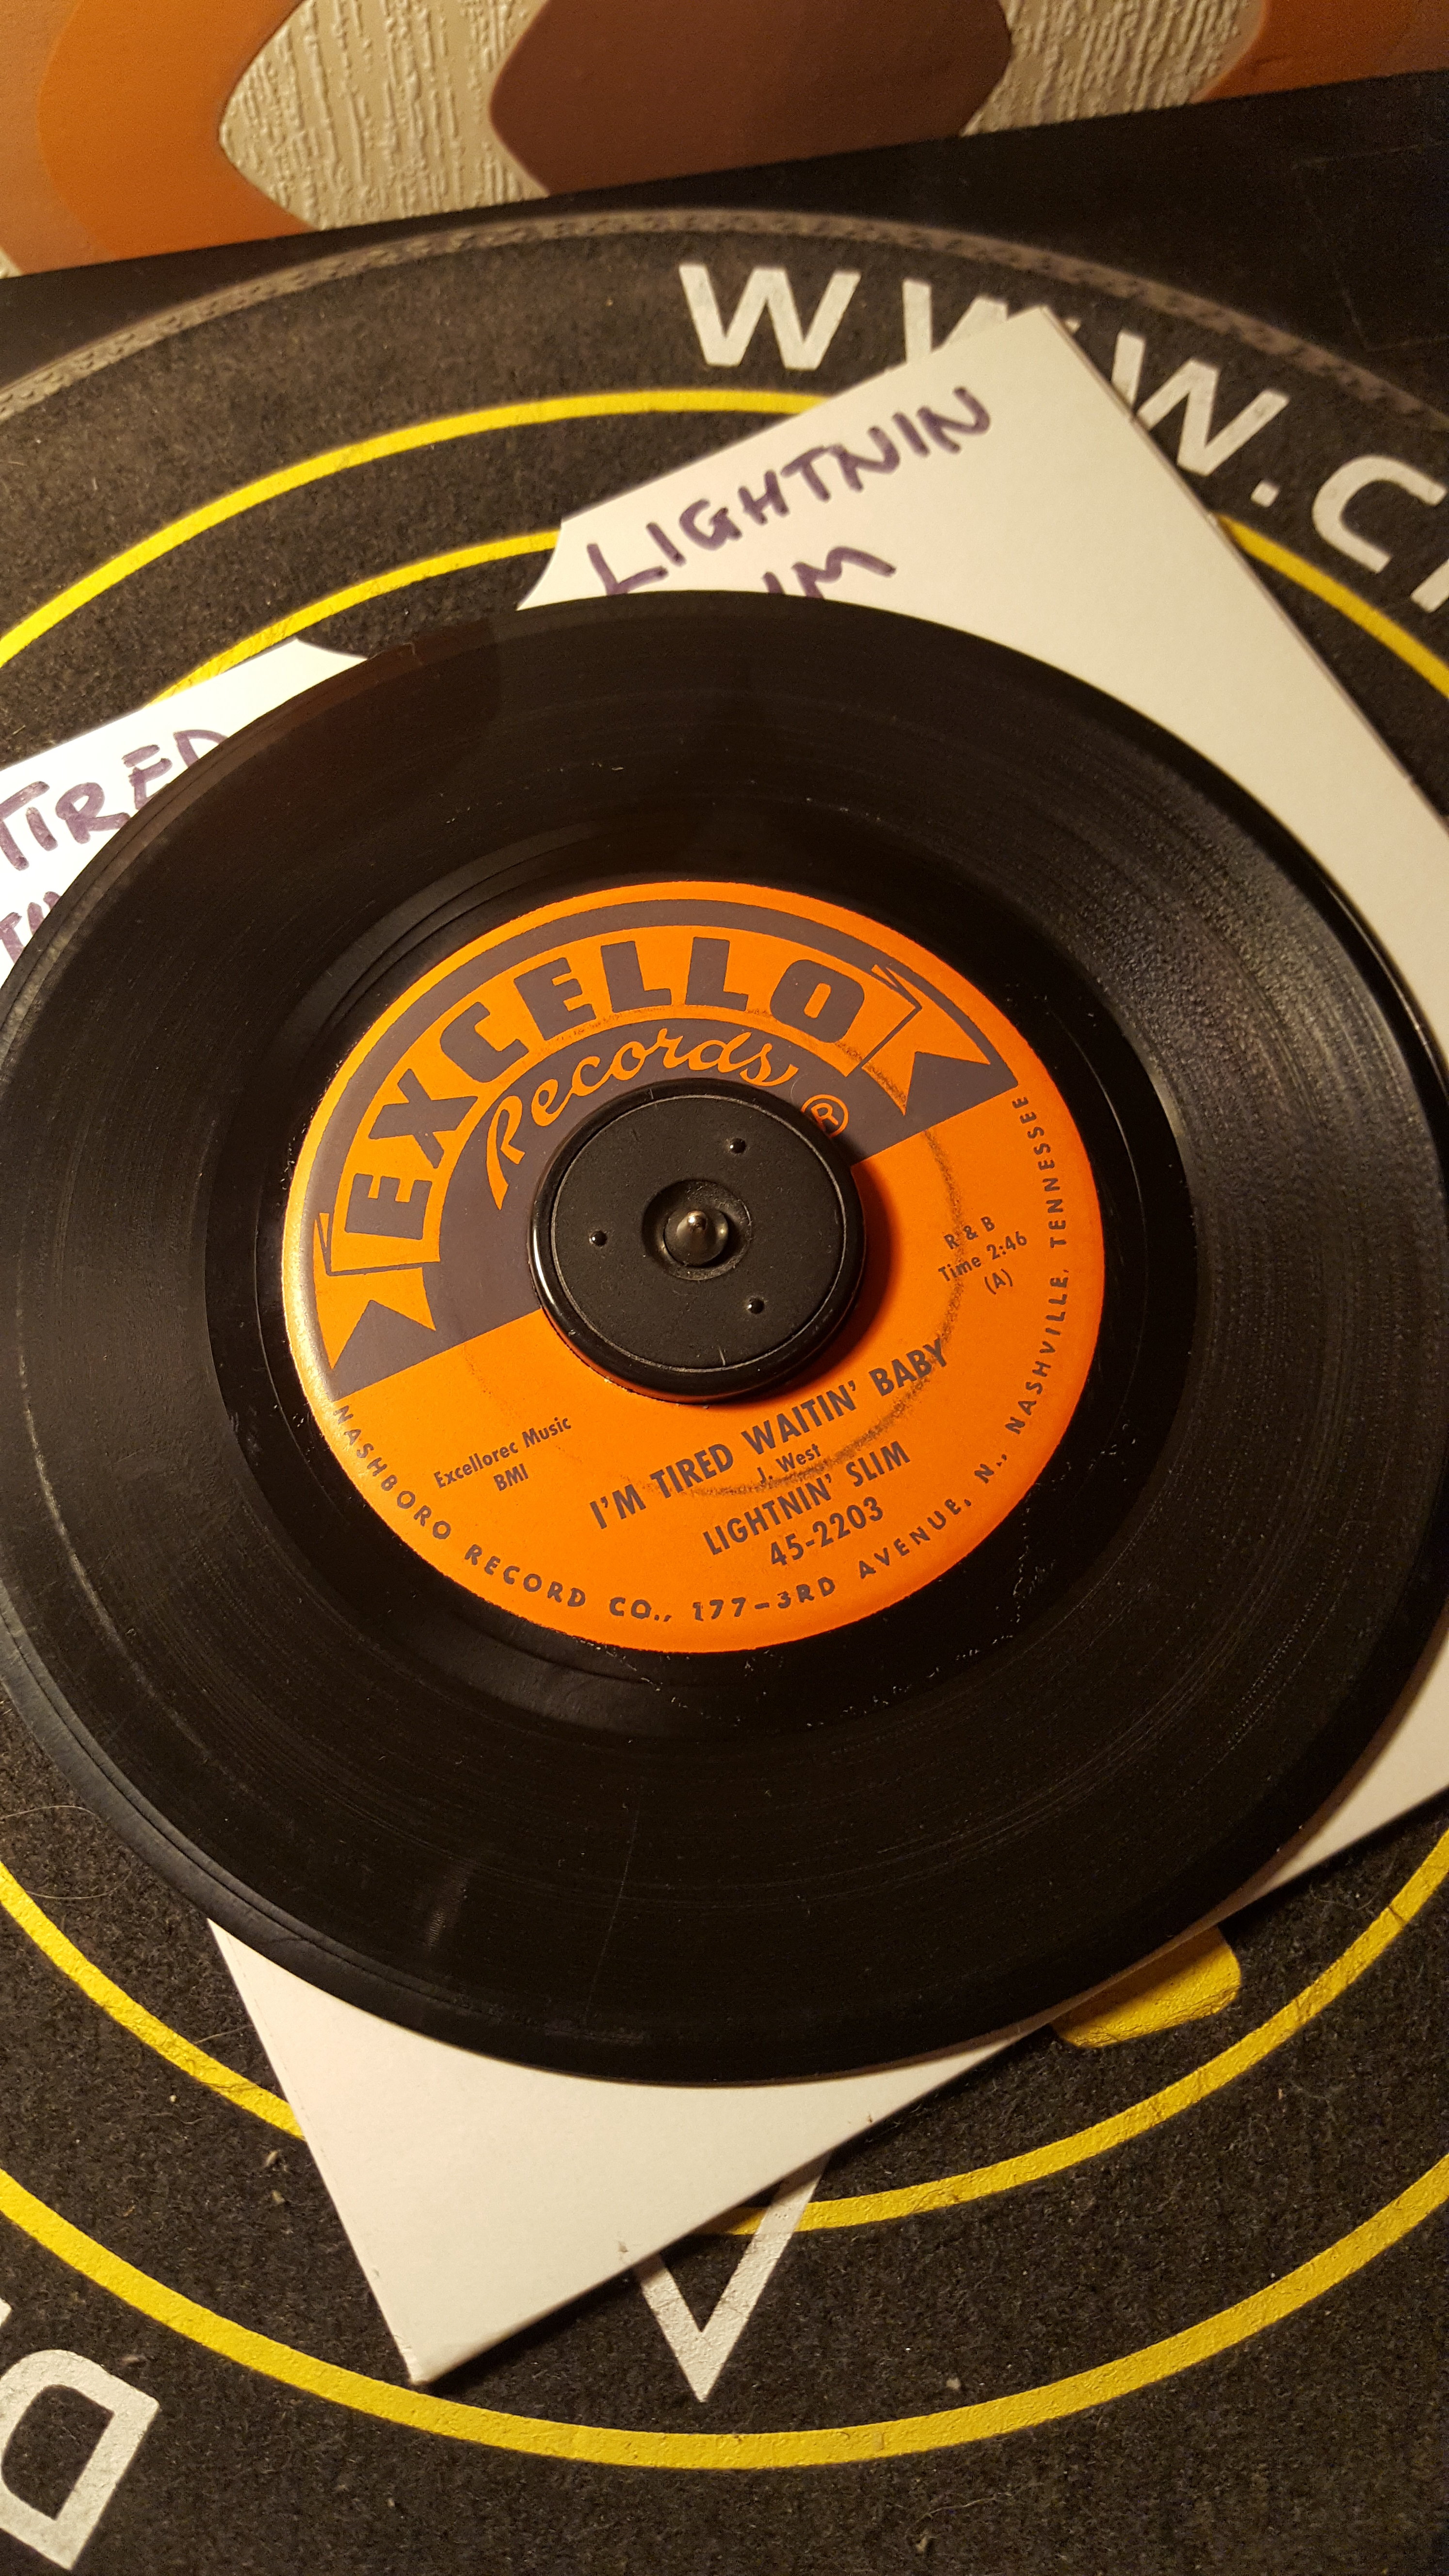 WWW.
LIGHTNIN
TIRED
EXCELLO
Records
®
R & B
Time 2:46
(A)
Excellorec Music
BMI
I'M TIRED WAITIN' BABY
J. West
LIGHTNIN' SLIM
45-2203
NASHBORO RECORD CO., 177-3RD AVENUE, N., NASHVILLE, TENNESSEE